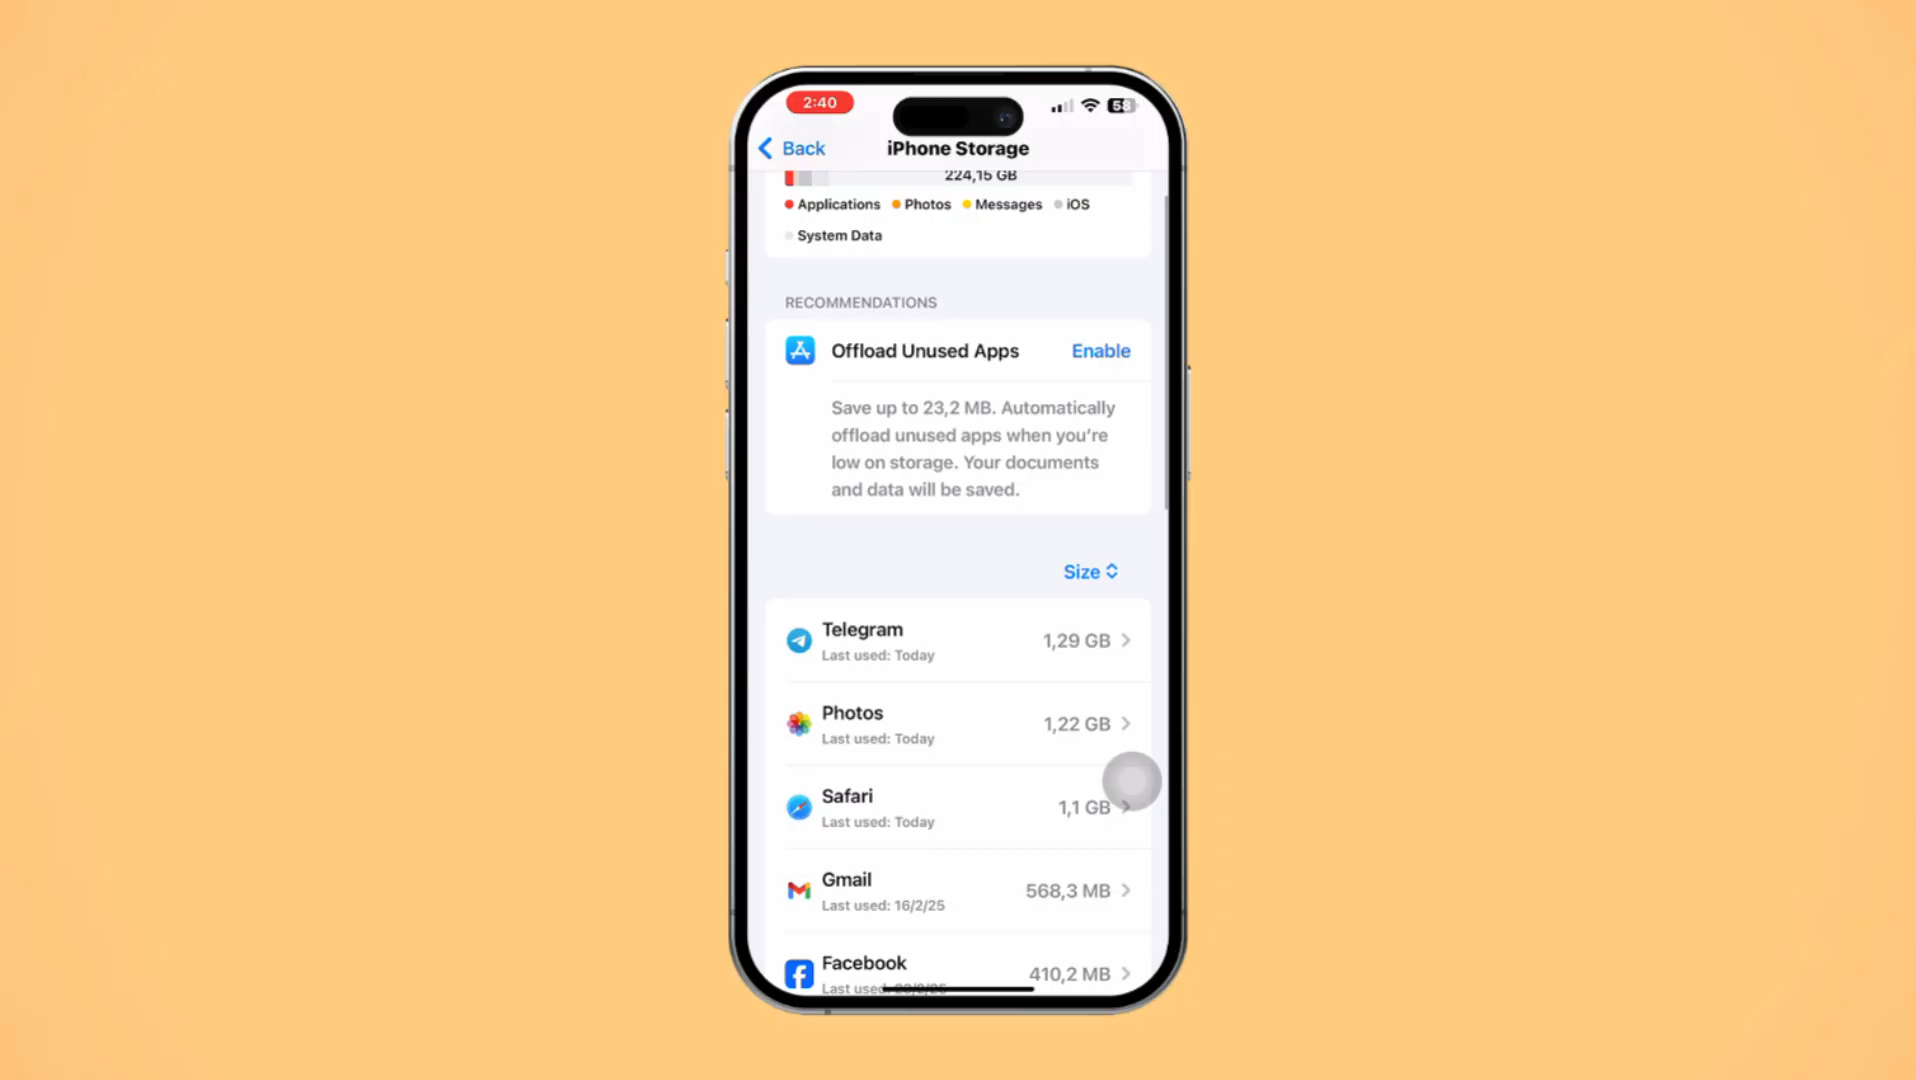 2:40
58
Back
iPhone Storage
224,15 GB
Applications Photos Messages iOS
System Data
RECOMMENDATIONS
Offload Unused Apps
Enable
Save up to 23,2 MB. Automatically
offload unused apps when you're
low on storage. Your documents
and data will be saved.
Size
Telegram
Last used: Today
1,29 GB
Photos
Last used: Today
1,22 GB
Safari
Last used: Today
1,1 GB
Gmail
Last used: 16/2/25
568,3 MB
Facebook
Last used:
410,2 MB